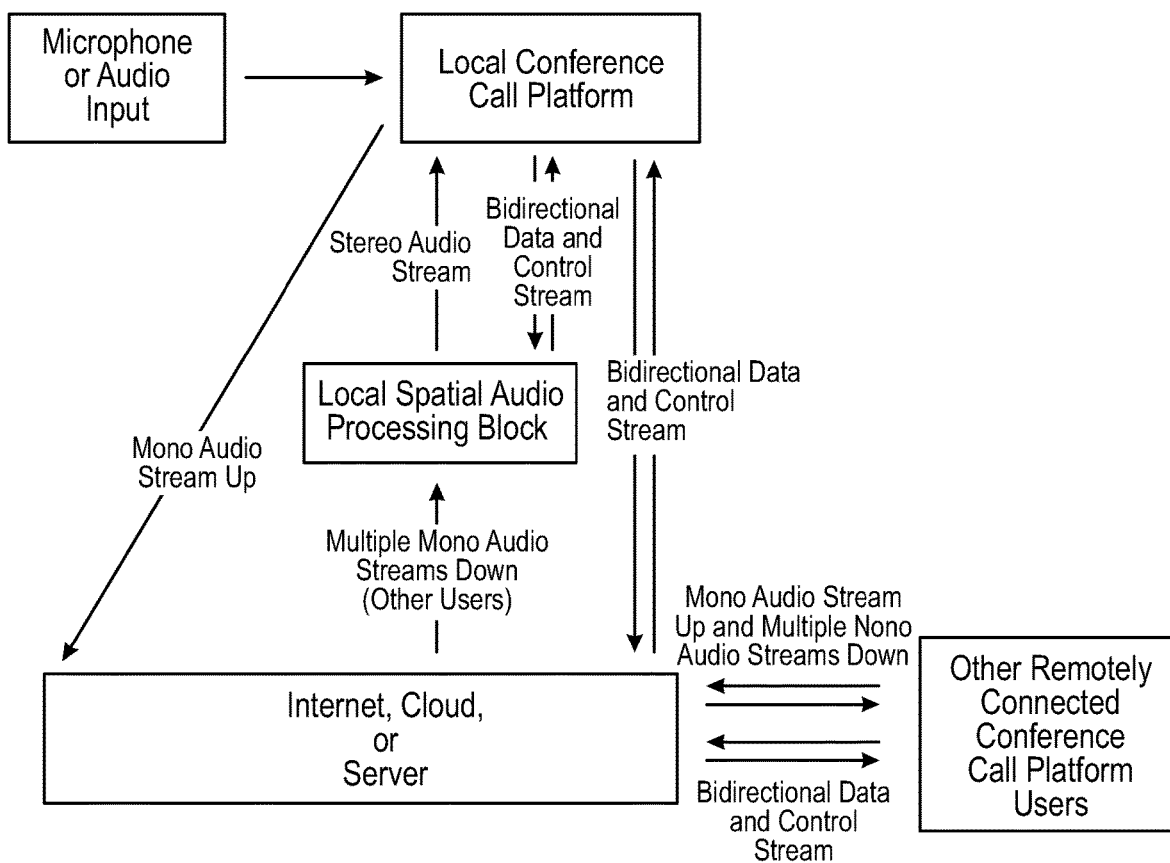 Microphone
or Audio
Input
Local Conference
Call Platform
Stereo Audio
Stream
Bidirectional
Data and
Control
Stream
Local Spatial Audio
Processing Block
Bidirectional Data
and Control
Stream
Mono Audio
Stream Up
Multiple Mono Audio
Streams Down
(Other Users)
Mono Audio Stream
Up and Multiple Nono
Audio Streams Down
Internet, Cloud,
or
Server
Other Remotely
Connected
Conference
Call Platform
Users
Bidirectional Data
and Control
Stream